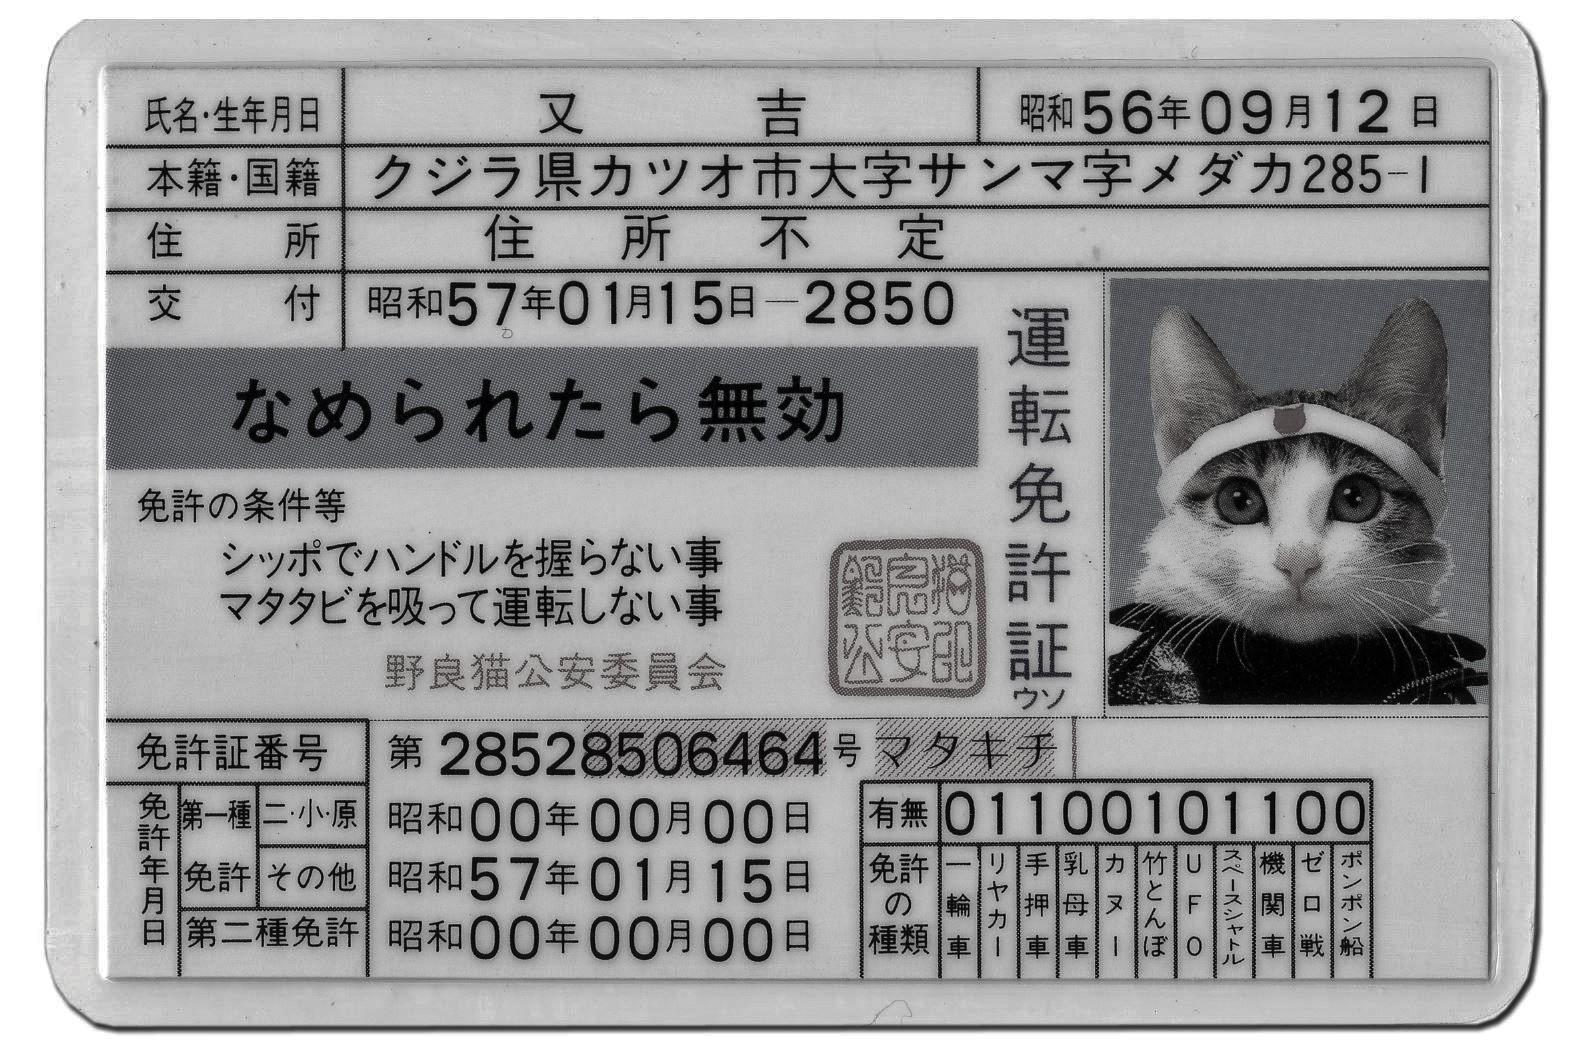 氏名・生年月日 又吉 昭和56年09月12日
本籍・国籍 クジラ県カツオ市大字サンマ字メダカ285-1
住所 住所不定
交付 昭和57年01月15日-2850
なめられたら無効
運転免許証
ウソ
免許の条件等
シッポでハンドルを握らない事
マタタビを吸って運転しない事
野良猫公安委員会
免許証番号 第28528506464号 マタキチ
免許年月日
第一種免許 二・小・原 昭和00年00月00日
その他 昭和57年01月15日
第二種免許 昭和00年00月00日
有無 01100101100
免許の種類
一輪車
リヤカー
手押車
乳母車
カヌー
竹とんぼ
UFO
スペースシャトル
機関車
ゼロ戦
ポンポン船